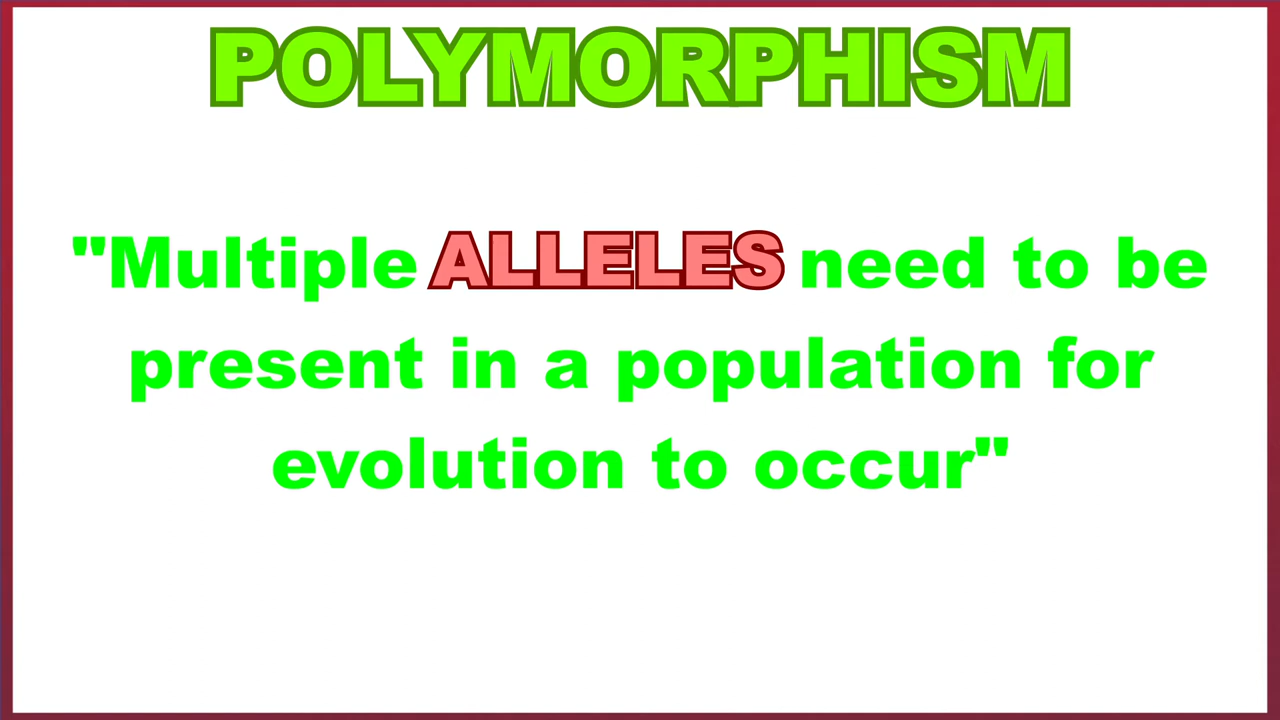 POLYMORPHISM
"Multiple ALLELES need to be
present in a population for
evolution to occur"